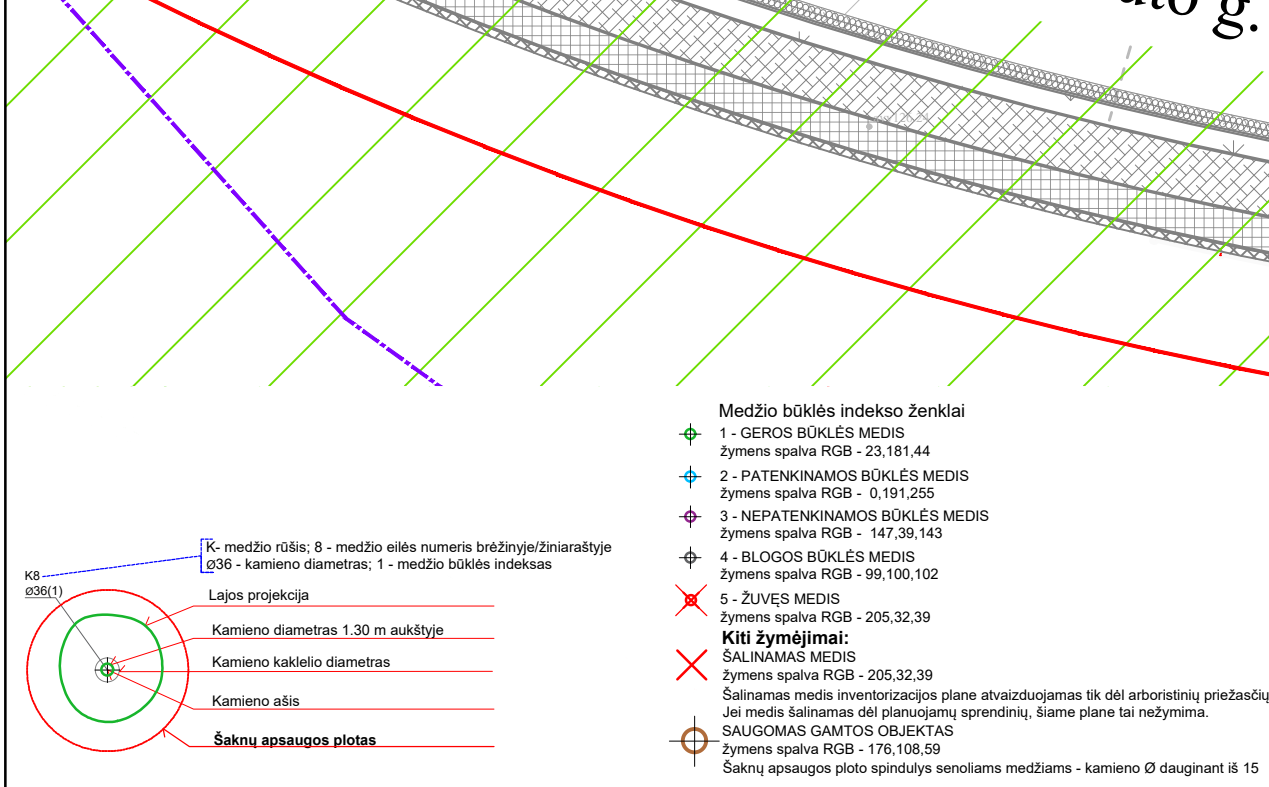 g.
Medžio būklės indekso ženklai
1 - GEROS BŪKLĖS MEDIS
žymens spalva RGB - 23,181,44
2 - PATENKINAMOS BŪKLĖS MEDIS
žymens spalva RGB - 0,191,255
3 - NEPATENKINAMOS BŪKLĖS MEDIS
žymens spalva RGB - 147,39,143
4 - BLOGOS BŪKLĖS MEDIS
žymens spalva RGB - 99,100,102
5 - ŽUVĘS MEDIS
žymens spalva RGB - 205,32,39
Kiti žymėjimai:
ŠALINAMAS MEDIS
žymens spalva RGB - 205,32,39
Šalinamas medis inventorizacijos plane atvaizduojamas tik dėl arboristinių priežasčių
Jei medis šalinamas dėl planuojamų sprendinių, šiame plane tai nežymima.
SAUGOMAS GAMTOS OBJEKTAS
žymens spalva RGB - 176,108,59
Šaknų apsaugos ploto spindulys senoliams medžiams - kamieno Ø dauginant iš 15
K- medžio rūšis; 8 - medžio eilės numeris brėžinyje/žiniaraštyje
Ø36 - kamieno diametras; 1 - medžio būklės indeksas
K8
Ø36(1)
Lajos projekcija
Kamieno diametras 1.30 m aukštyje
Kamieno kaklelio diametras
Kamieno ašis
Šaknų apsaugos plotas